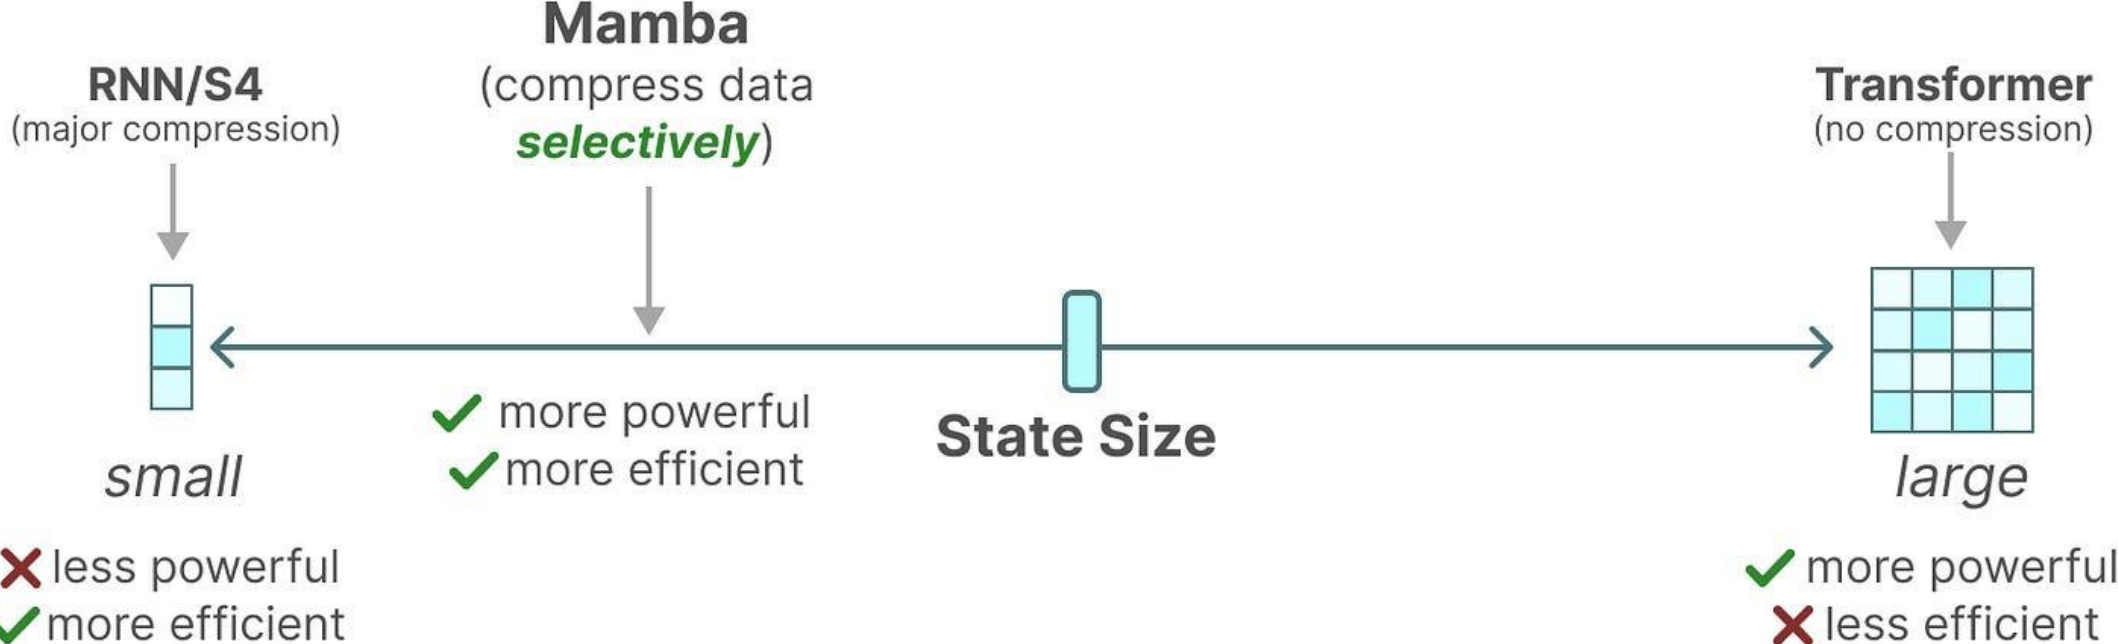 Mamba
(compress data
selectively)
RNN/S4
(major compression)
Transformer
(no compression)
more powerful
more efficient
State Size
small
large
less powerful
more efficient
more powerful
less efficient